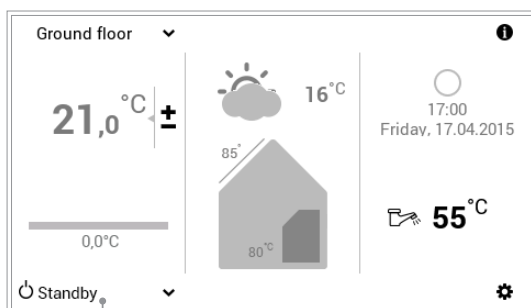 Ground floor
21,0 °C ±
0,0°C
Standby
16°C
85°
80°C
17:00
Friday, 17.04.2015
55°C